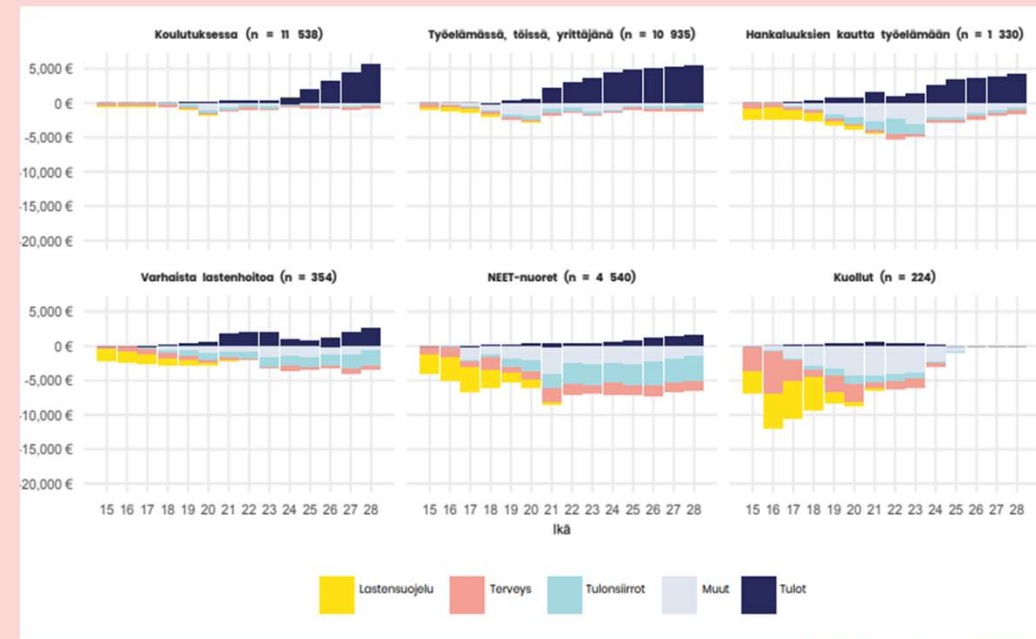 Koulutuksessa (n = 11 538)
Työelämässä, töissä, yrittäjänä (n = 10 935)
Hankaluuksien kautta työelämään (n = 1 330)
5,000 €
0 €
-5,000 €
-10,000 €
-15,000 €
-20,000 €
Varhaista lastenhoitoa (n = 354)
NEET-nuoret (n = 4 540)
Kuollut (n = 224)
5,000 €
0 €
-5,000 €
-10,000 €
-15,000 €
-20,000 €
15 16 17 18 19 20 21 22 23 24 25 26 27 28
15 16 17 18 19 20 21 22 23 24 25 26 27 28
15 16 17 18 19 20 21 22 23 24 25 26 27 28
Ikä
Lastensuojelu
Terveys
Tulonsiirrot
Muut
Tulot